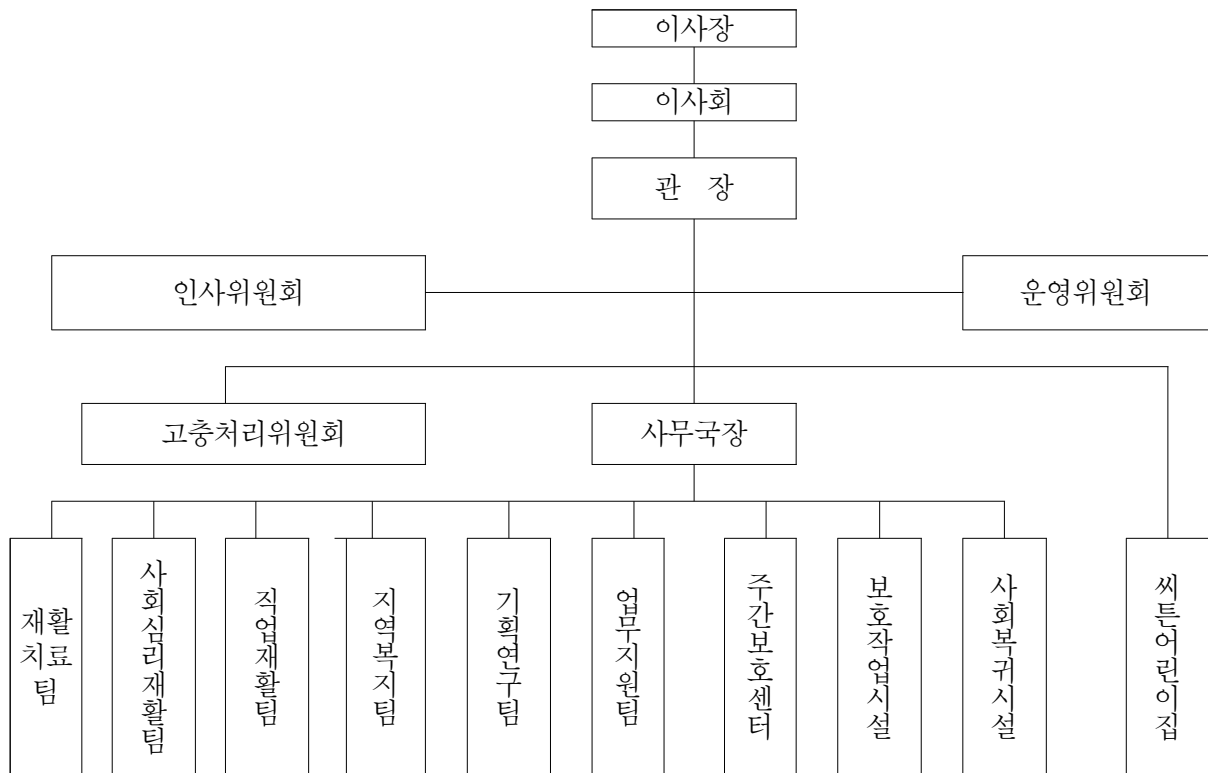 이사장
이사회
관 장
인사위원회
운영위원회
고충처리위원회
사무국장
재활
치료
팀
사회심리재활팀
직업재활팀
지역복지팀
기획연구팀
업무지원팀
주간보호센터
보호작업시설
사회복귀시설
씨튼어린이집